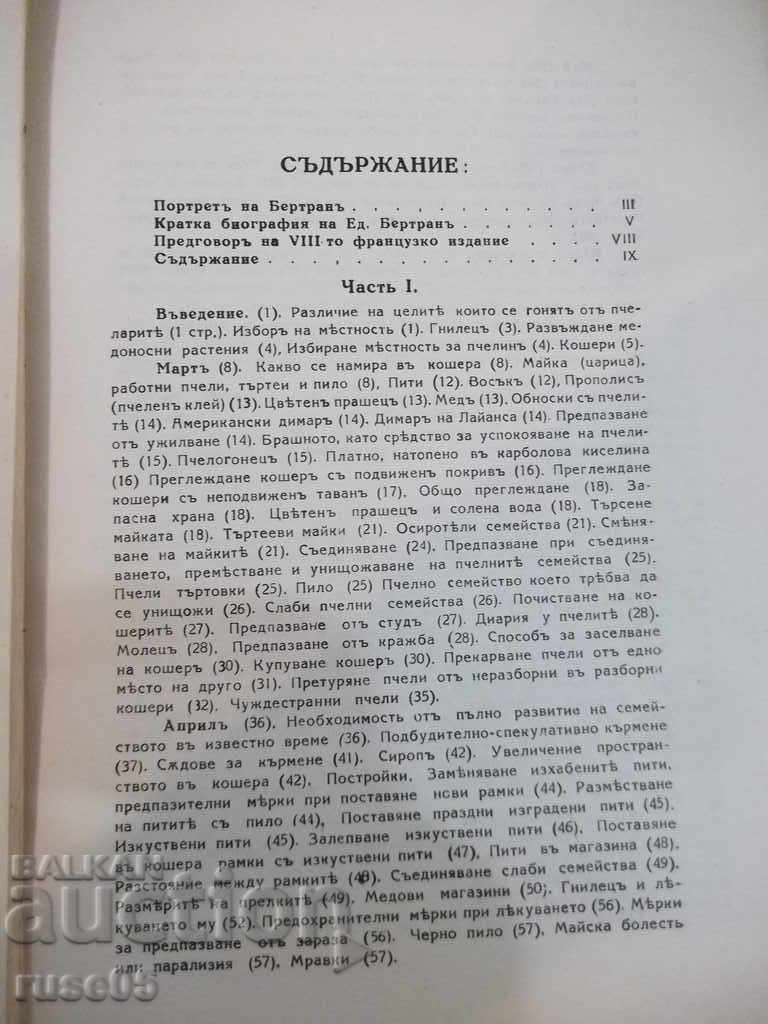 СЪДЪРЖАНИЕ:
Портретъ на Бертранъ . . . . . . . . . . . . III
Кратка биография на Ед. Бертранъ . . . . . . . V
Предговоръ на VIII-то французко издание . . . . VIII
Съдържание . . . . . . . . . . . . . . . . IX
Часть I.
Въведение. (1). Различие на целитѣ които се гонятъ отъ пче-
ларитѣ (1 стр.). Изборъ на мѣстность (1). Гнилецъ (3). Развъждане ме-
доносни растения (4), Избиране мѣстность за пчелинъ (4). Кошери (5).
Мартъ (8). Какво се намира въ кошера (8). Майка (царица),
работни пчели, търтеи и пило (8), Пити (12). Восъкъ (12), Прополисъ
(пчеленъ клей) (13). Цвѣтенъ прашецъ (13). Медъ (13). Обноски съ пчели-
тѣ (14). Американски димаръ (14). Димаръ на Лайанса (14). Предпазване
отъ ужилване (14). Брашното, като срѣдство за успокояване на пчели-
тѣ (15). Пчелогонецъ (15). Платно, натопено въ карболова киселина
(16) Преглеждане кошеръ съ подвиженъ покривъ (16). Преглеждане
кошери съ неподвиженъ таванъ (17), Общо преглеждане (18). За-
пасна храна (18). Цвѣтенъ прашецъ и солена вода (18). Търсене
майката (18). Търтееви майки (21). Осиротѣли семейства (21). Смѣня-
ване на майкитѣ (21). Съединяване (24). Предпазване при съединя-
ването, премѣстване и унищожаване на пчелнитѣ семейства (25).
Пчели търтовки (25). Пило (25) Пчелно семейство което трѣбва да
се унищожи (26). Слаби пчелни семейства (26). Почистване на ко-
шеритѣ (27). Предпазване отъ студъ (27). Диария у пчелитѣ (28).
Молецъ (28). Предпазване отъ кражба (28). Способъ за заселване
на кошеръ (30). Купуване кошеръ (30). Прекарване пчели отъ едно
мѣсто на друго (31). Претуряне пчели отъ неразборни въ разборни
кошери (32). Чуждестранни пчели (35).
Априлъ (36). Необходимость отъ пълно развитие на семей-
ството въ известно време (36). Подбудително-спекулативно кърмене
(37). Сждове за кърмене (41). Сиропъ (42). Увеличение простран-
ството въ кошера (42). Постройки. Замѣняване изхабенитѣ пити,
предпазителни мѣрки при поставяне нови рамки (44). Размѣстване
на пититѣ съ пило (44), Поставяне праздни изградени пити (45).
Изкуствени пити (45). Залепване изкуствени пити (46). Поставяне
въ кошера рамки съ изкуствени пити (47), Пити въ магазина (48).
Разстояние между рамкитѣ (48). Съединяване слаби семейства (49).
Размѣритѣ на прелкитѣ (49). Медови магазини (50). Гнилецъ и лѣ-
куването му (52). Предохранителни мѣрки при лѣкуването (56). Мѣрки
за предпазване отъ зараза (56). Черно пило (57), Майска болесть
или парализия (57), Мравки (57).
BALKAN
auction
ruse05